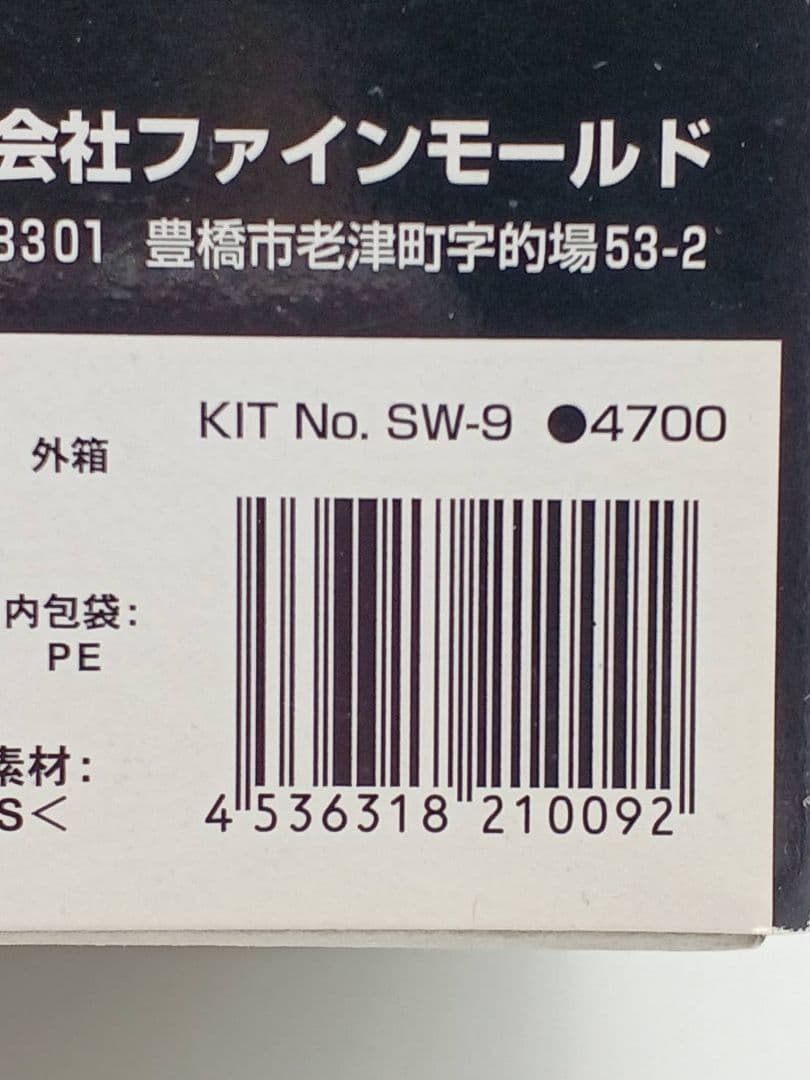 会社ファインモールド
3301 豊橋市老津町字的場53-2
KIT No. SW-9 ●4700
外箱
内包袋:
PE
素材:
S<
4 536318 210092